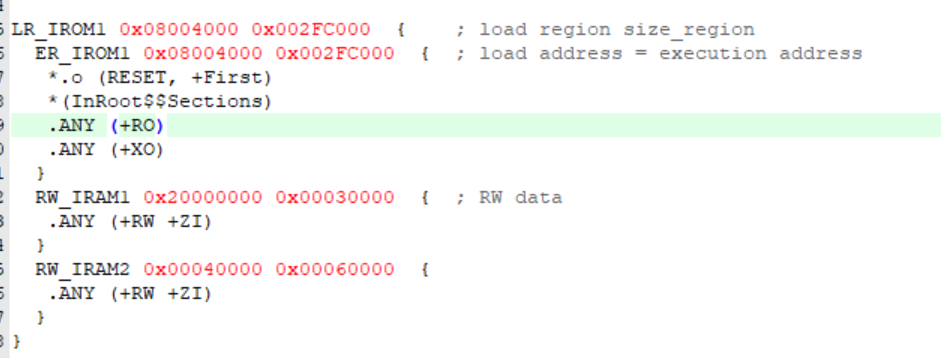 LR_IROM1 0x08004000 0x002FC000 { ; load region size_region
ER_IROM1 0x08004000 0x002FC000 { ; load address = execution address
*.o (RESET, +First)
*(InRoot$$Sections)
.ANY (+RO)
.ANY (+XO)
}
RW_IRAM1 0x20000000 0x00030000 { ; RW data
.ANY (+RW +ZI)
}
RW_IRAM2 0x00040000 0x00060000 {
.ANY (+RW +ZI)
}
}